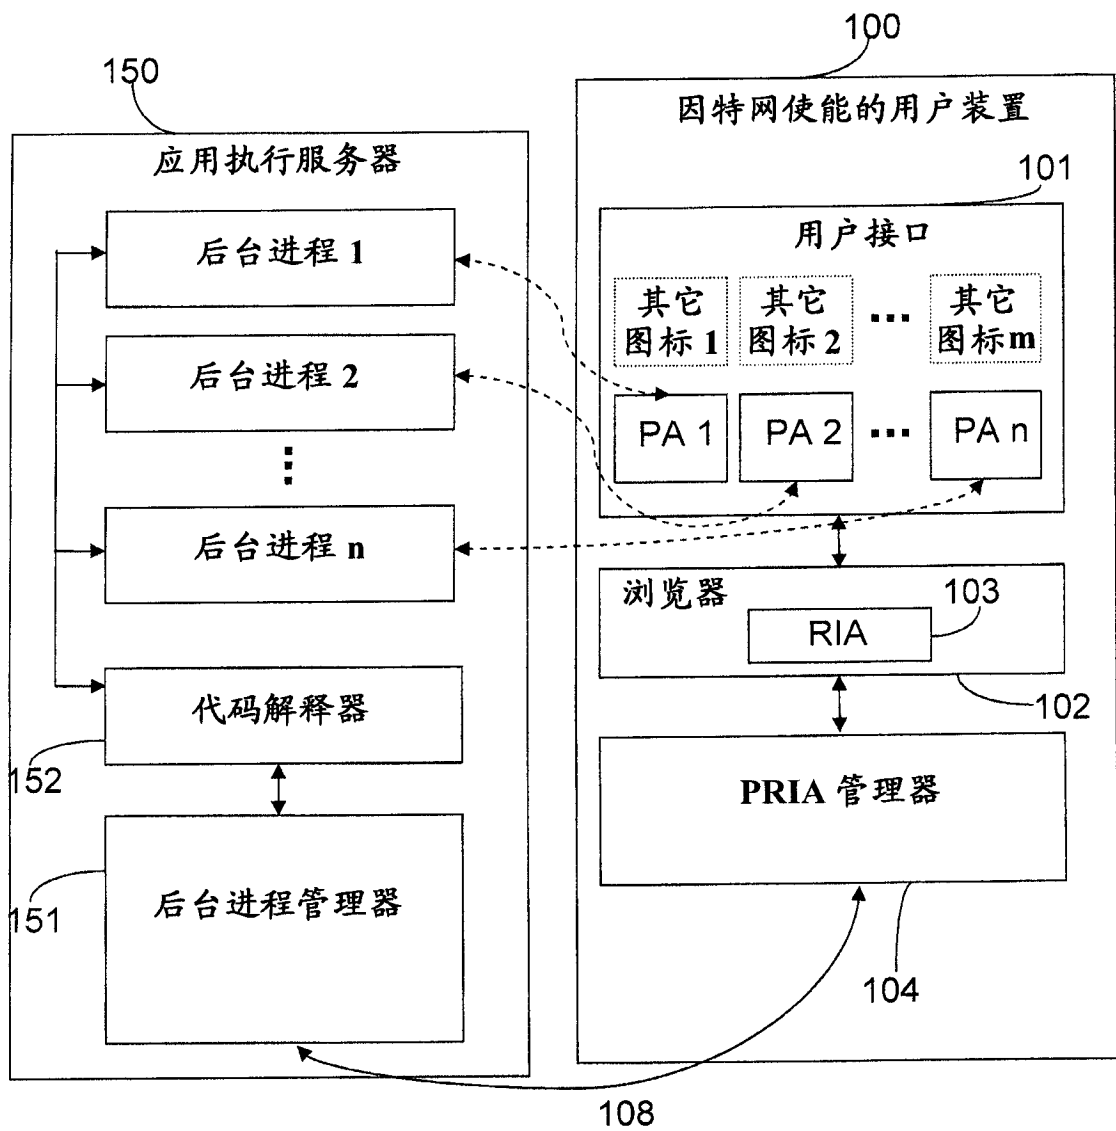 100
150
因特网使能的用户装置
应用执行服务器
101
用户接口
后台进程 1
其它
图标 1
其它
图标 2
...
其它
图标 m
后台进程 2
PA 1
PA 2
...
PA n
...
后台进程 n
浏览器
103
RIA
代码解释器
102
152
PRIA 管理器
151
后台进程管理器
104
108